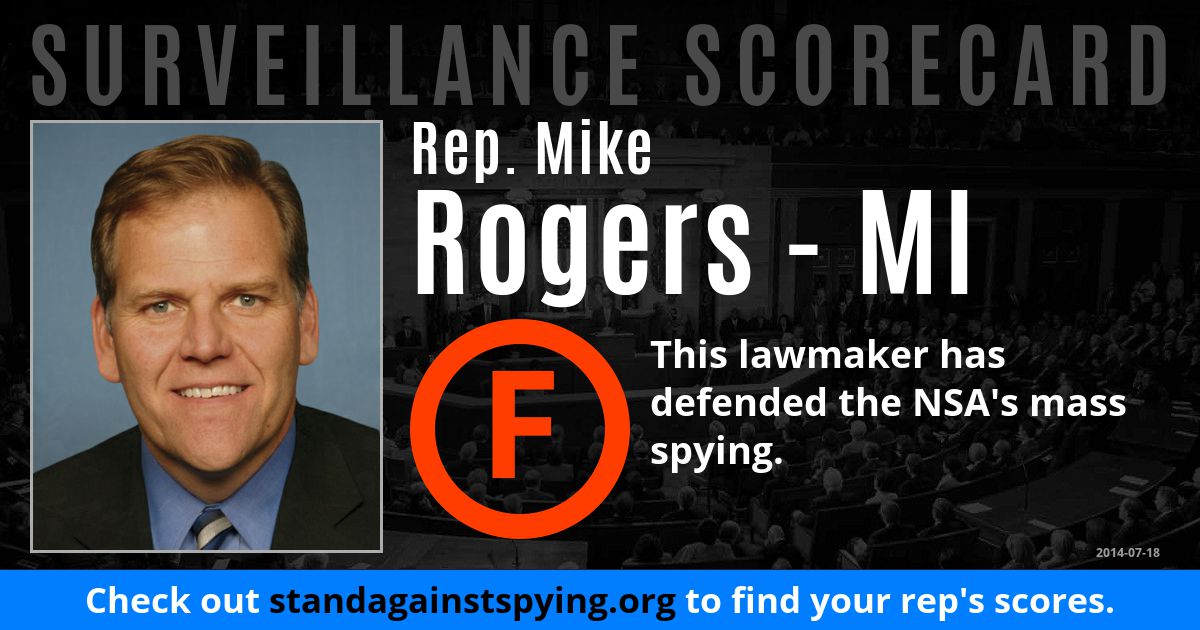 SURVEILLANCE SCORECARD
Rep. Mike
Rogers - MI
F
This lawmaker has
defended the NSA's mass
spying.
2014-07-18
Check out standagainstspying.org to find your rep's scores.